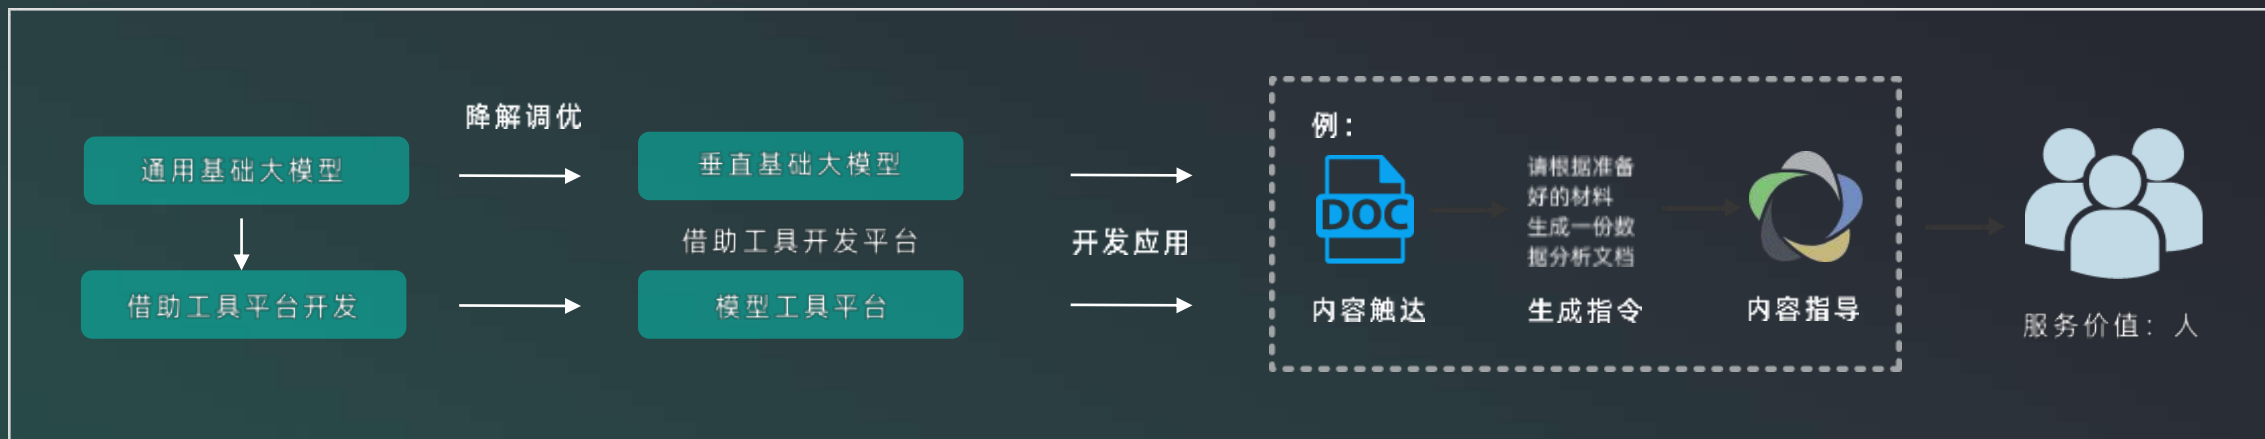 降解调优
通用基础大模型
垂直基础大模型
借助工具开发平台
借助工具平台开发
模型工具平台
开发应用
例：
DOC
内容触达
请根据准备
好的材料
生成一份数
据分析文档
生成指令
内容指导
服务价值：人